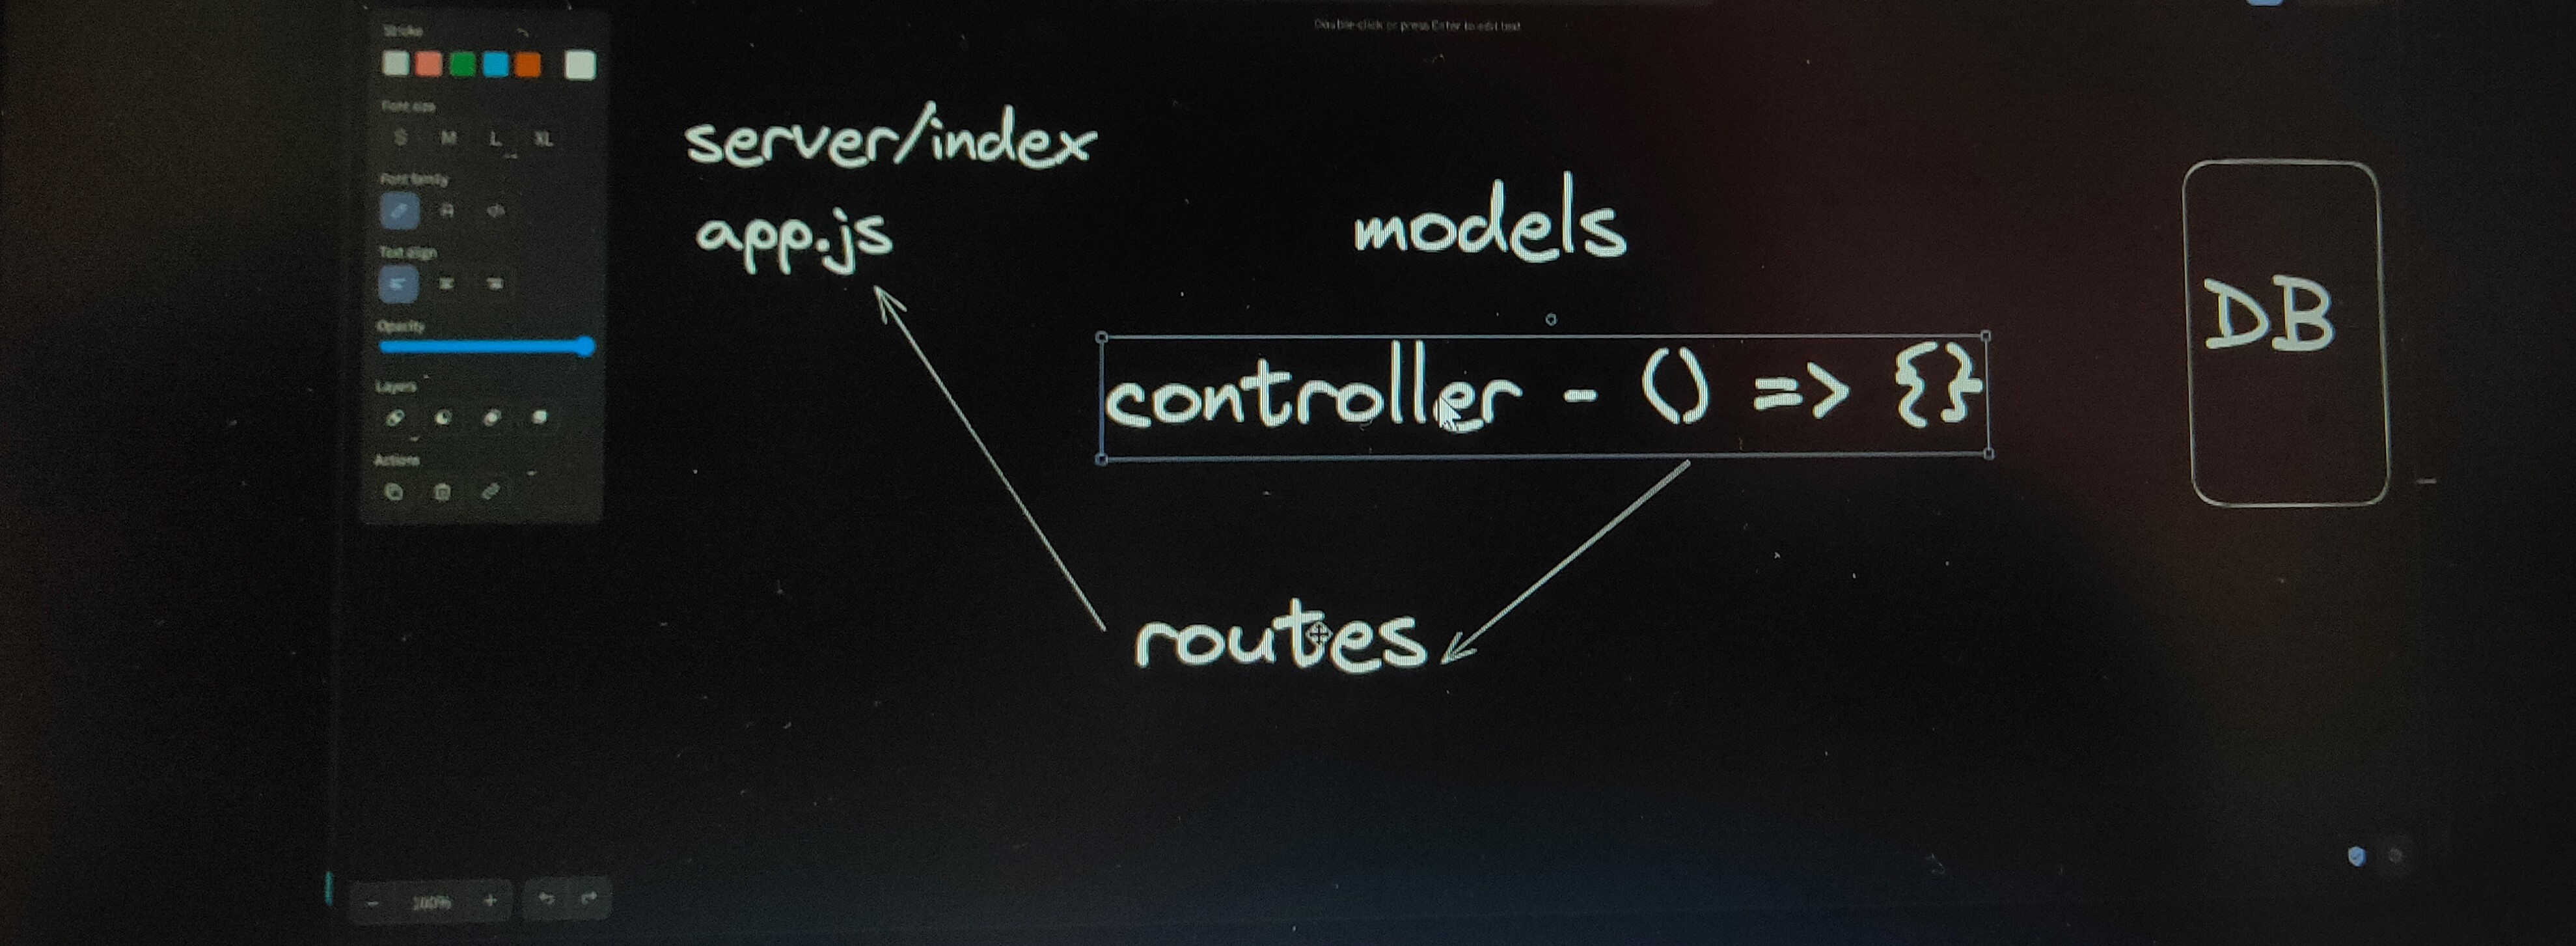 Double-click or press Enter to edit text
Stroke
Font size
S M L XL
Font family
A
Text align
Opacity
Layers
Actions
server/index
app.js
models
controller - () => {}
routes
DB
100%